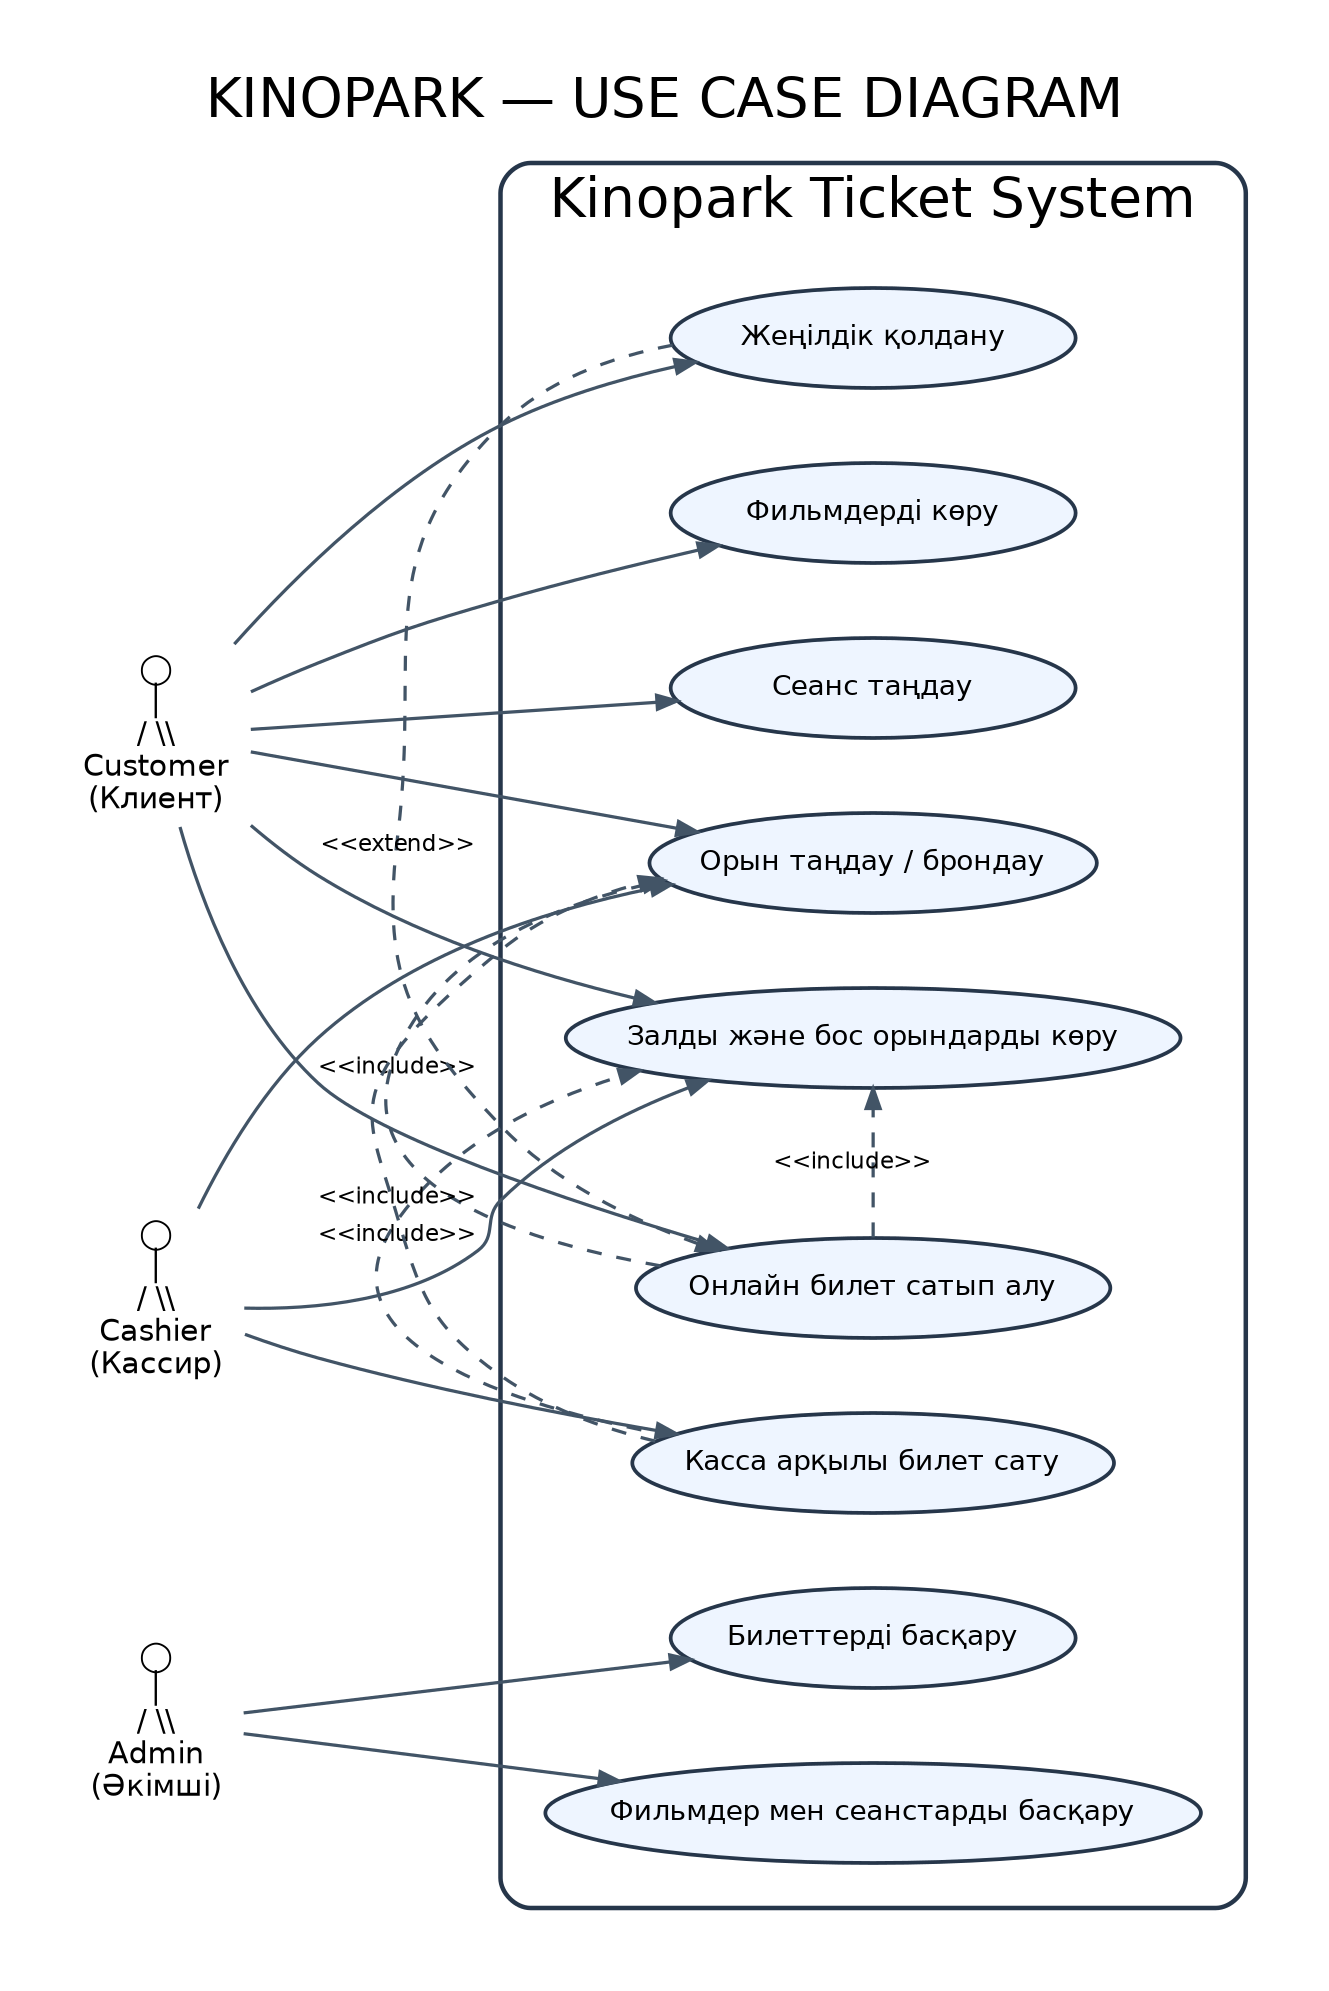 KINOPARK — USE CASE DIAGRAM
Kinopark Ticket System
Жеңілдік қолдану
Фильмдерді көру
Сеанс таңдау
Customer
(Клиент)
<<extend>>
Орын таңдау / брондау
Залды және бос орындарды көру
<<include>>
<<include>>
<<include>>
<<include>>
Онлайн билет сатып алу
Cashier
(Кассир)
Касса арқылы билет сату
Билеттерді басқару
Admin
(Әкімші)
Фильмдер мен сеанстарды басқару